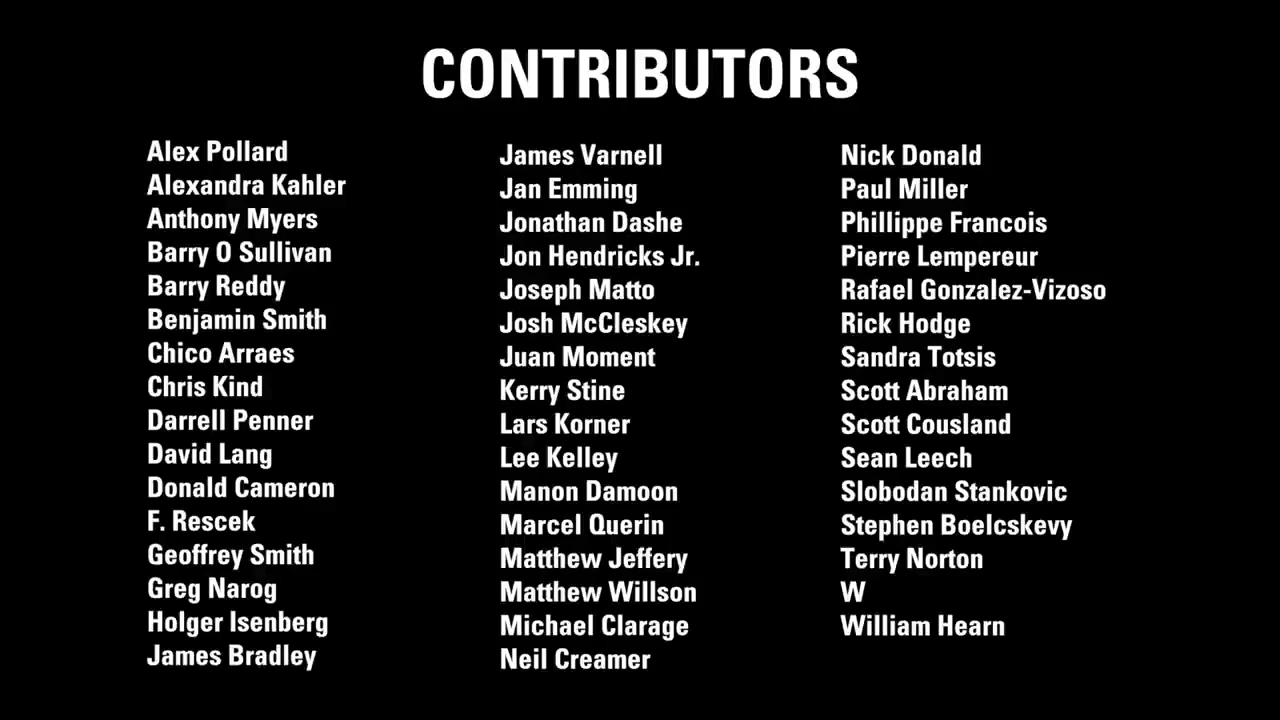 CONTRIBUTORS
Alex Pollard
Alexandra Kahler
Anthony Myers
Barry O Sullivan
Barry Reddy
Benjamin Smith
Chico Arraes
Chris Kind
Darrell Penner
David Lang
Donald Cameron
F. Rescek
Geoffrey Smith
Greg Narog
Holger Isenberg
James Bradley
James Varnell
Jan Emming
Jonathan Dashe
Jon Hendricks Jr.
Joseph Matto
Josh McCleskey
Juan Moment
Kerry Stine
Lars Korner
Lee Kelley
Manon Damoon
Marcel Querin
Matthew Jeffery
Matthew Willson
Michael Clarage
Neil Creamer
Nick Donald
Paul Miller
Phillippe Francois
Pierre Lempereur
Rafael Gonzalez-Vizoso
Rick Hodge
Sandra Totsis
Scott Abraham
Scott Cousland
Sean Leech
Slobodan Stankovic
Stephen Boelcskevy
Terry Norton
W
William Hearn